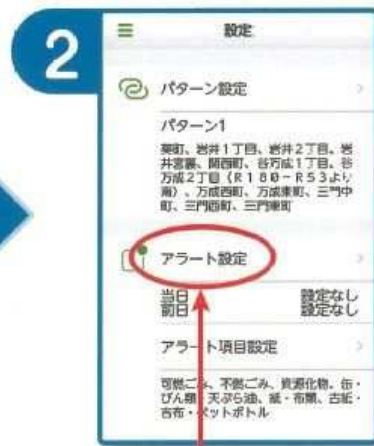 2
設定
パターン設定
パターン1
葵町、岩井1丁目、岩井2丁目、岩
井宮裏、関西町、谷万成1丁目、谷
万成2丁目（R180-R53より
南）、万成西町、万成東町、三門中
町、三門西町、三門東町
アラート設定
当日 設定なし
前日 設定なし
アラート項目設定
可燃ごみ、不燃ごみ、資源化物、缶・
びん類・天ぷら油、紙・布類、古紙・
古布・ペットボトル